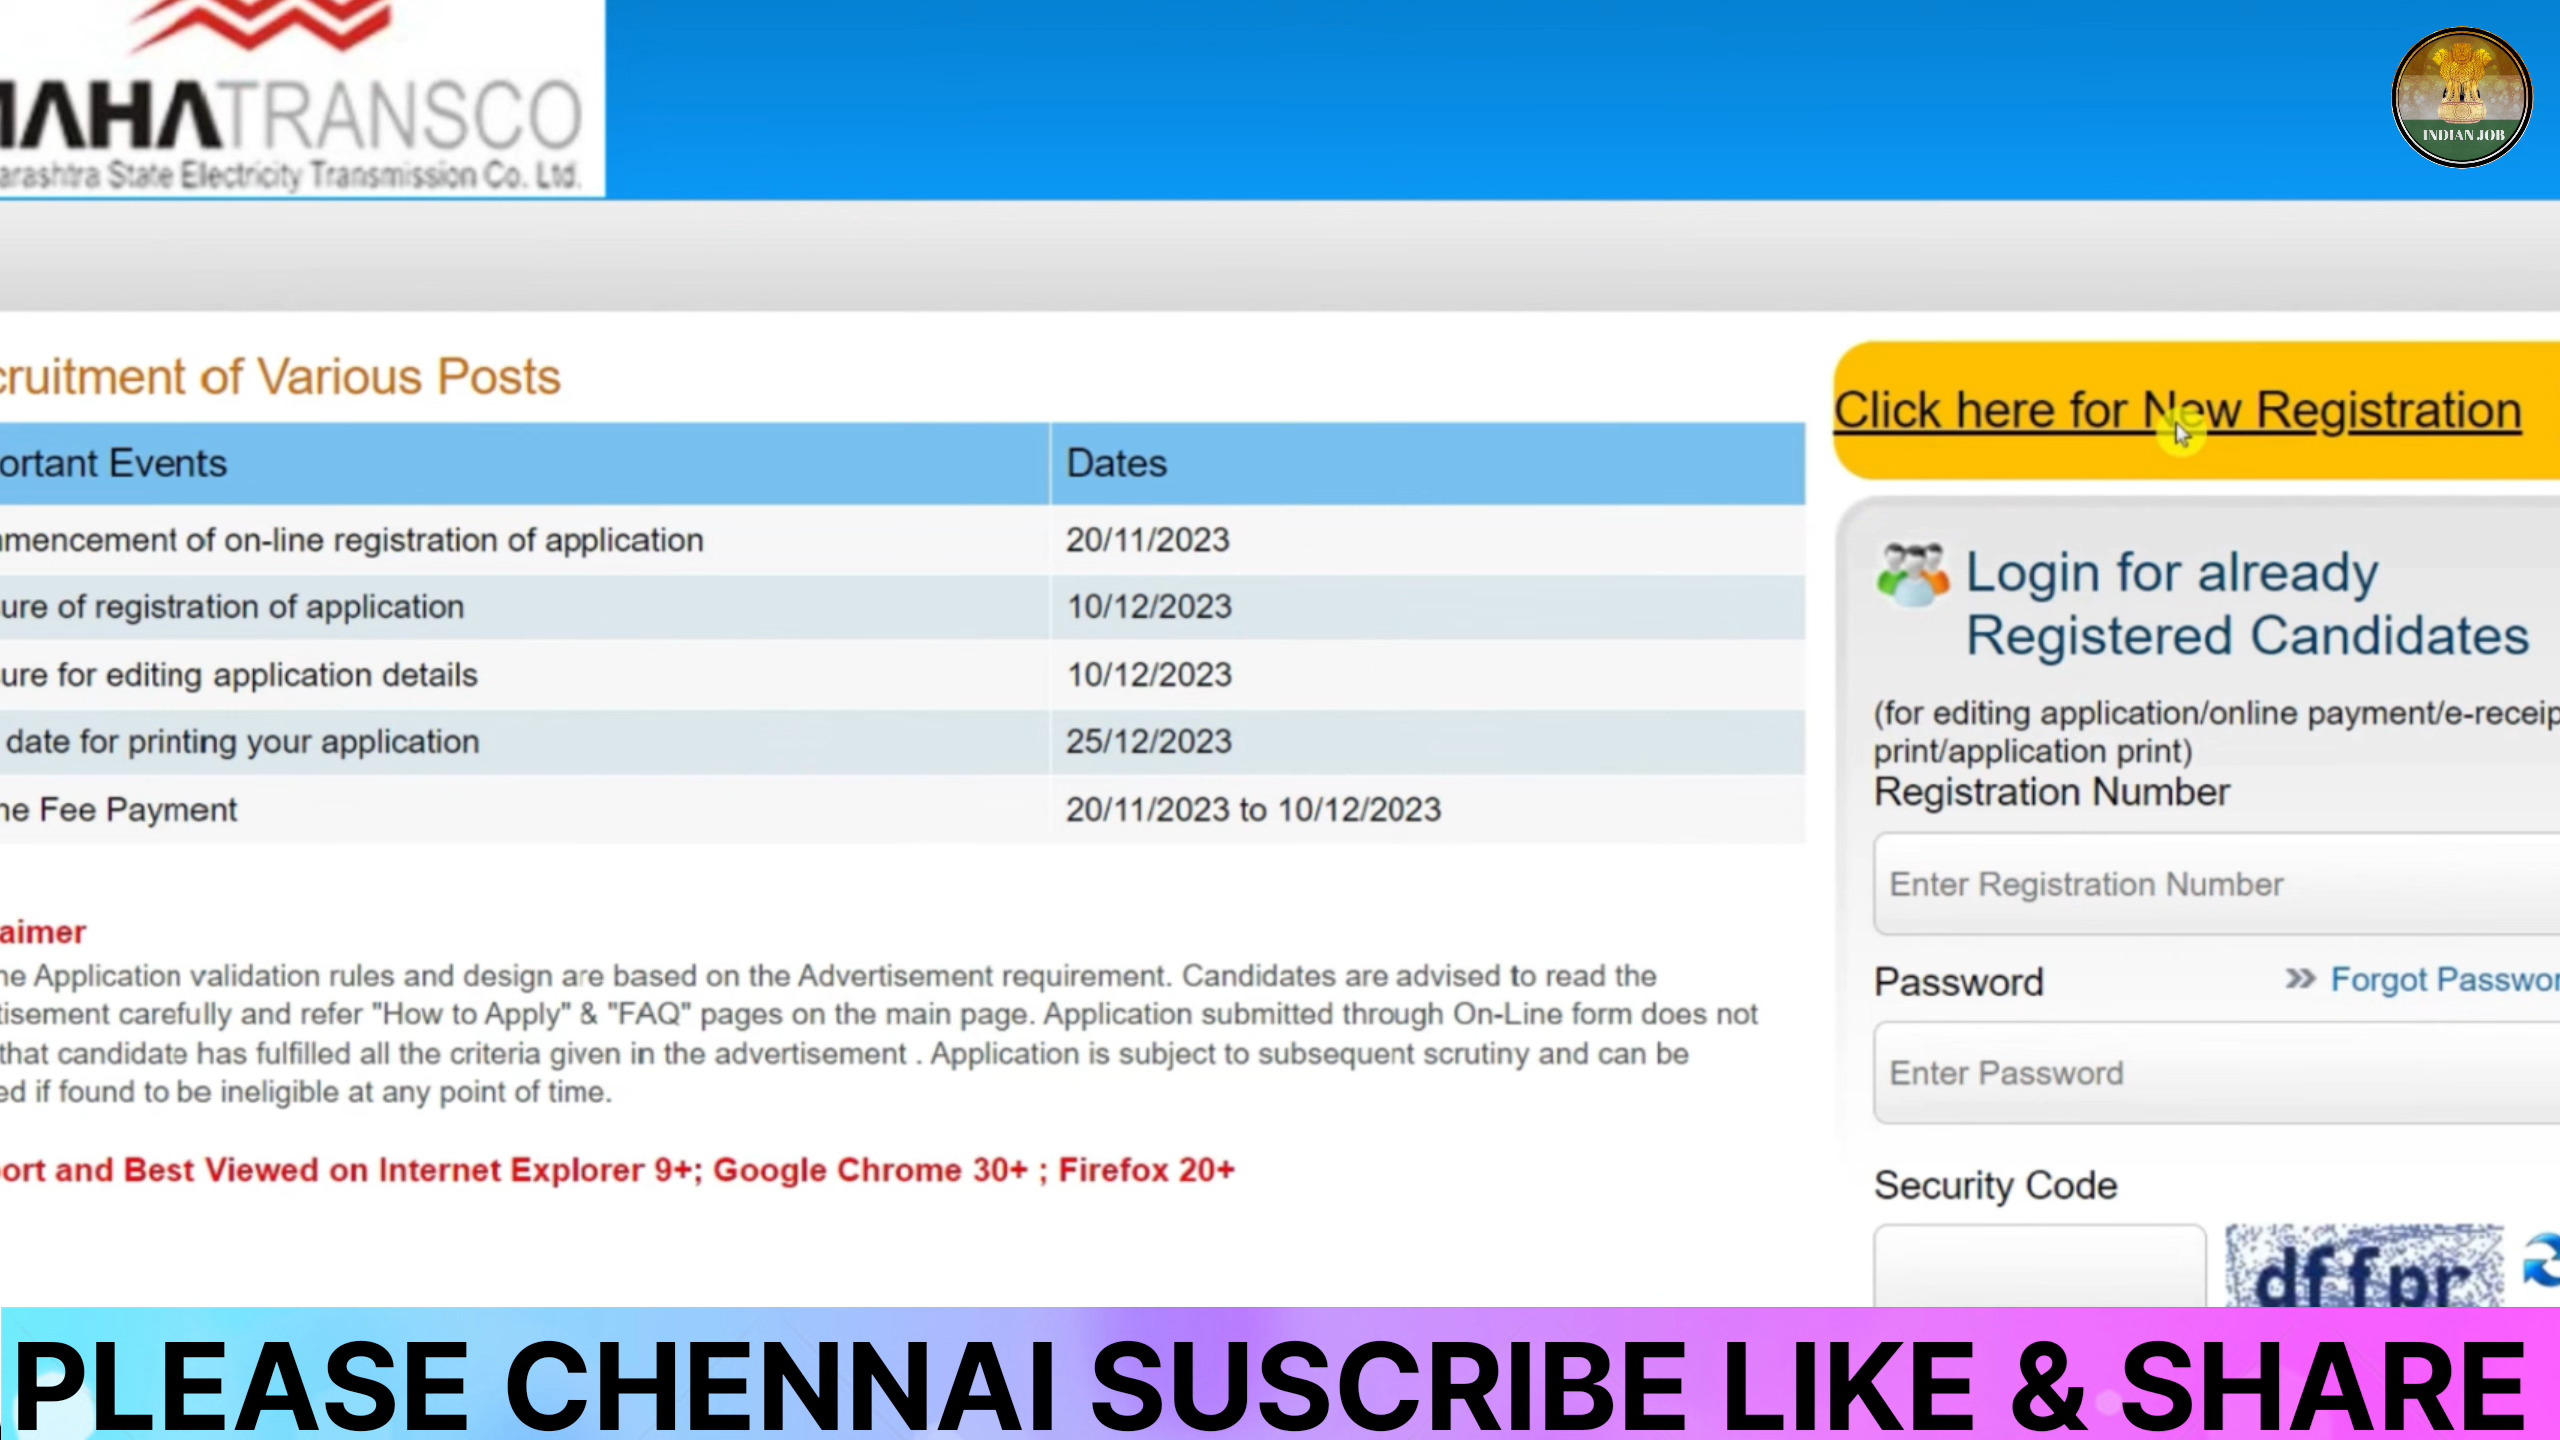 MAHATRANSCO
arashtra State Electricity Transmission Co. Ltd.
INDIAN JOB
cruitment of Various Posts
ortant Events Dates
mmencement of on-line registration of application 20/11/2023
ure of registration of application 10/12/2023
ure for editing application details 10/12/2023
date for printing your application 25/12/2023
ne Fee Payment 20/11/2023 to 10/12/2023
aimer
ne Application validation rules and design are based on the Advertisement requirement. Candidates are advised to read the
tisement carefully and refer "How to Apply" & "FAQ" pages on the main page. Application submitted through On-Line form does not
that candidate has fulfilled all the criteria given in the advertisement . Application is subject to subsequent scrutiny and can be
ed if found to be ineligible at any point of time.
ort and Best Viewed on Internet Explorer 9+; Google Chrome 30+ ; Firefox 20+
Click here for New Registration
Login for already
Registered Candidates
(for editing application/online payment/e-receip
print/application print)
Registration Number
Enter Registration Number
Password » Forgot Passwor
Enter Password
Security Code
dffpr
PLEASE CHENNAI SUSCRIBE LIKE & SHARE